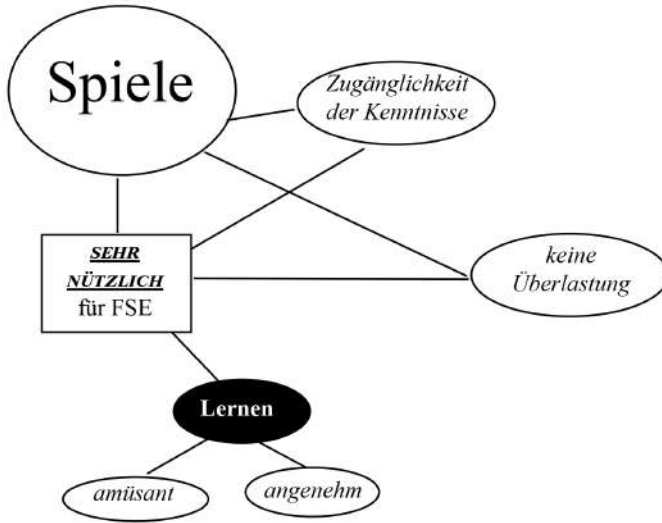 Spiele
Zugänglichkeit
der Kenntnisse
SEHR
NÜTZLICH
für FSE
keine
Überlastung
Lernen
amüsant
angenehm